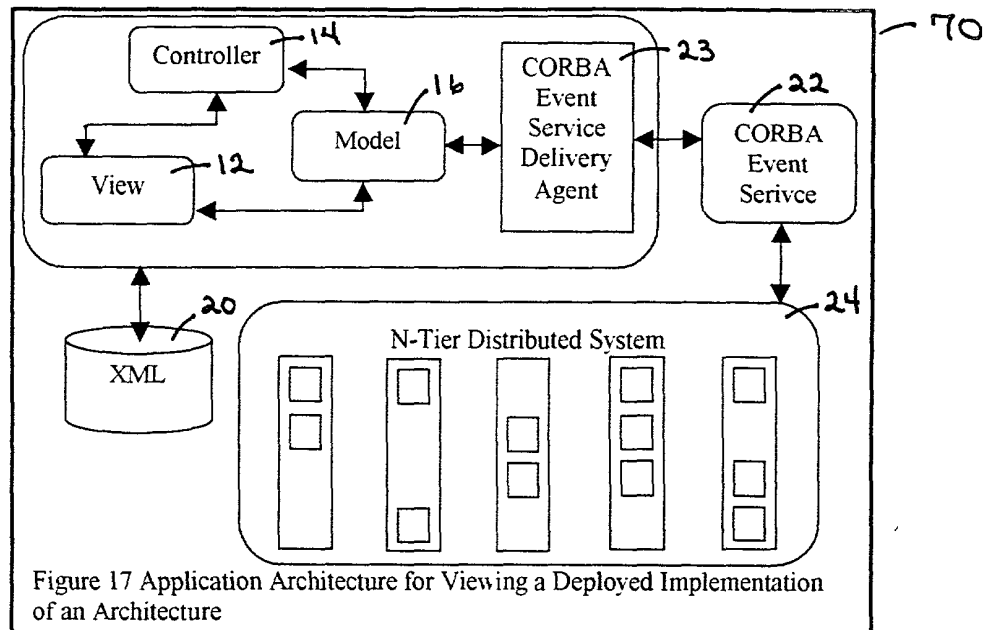 70
14
Controller
16
Model
View
12
23
CORBA
Event
Service
Delivery
Agent
22
CORBA
Event
Serivce
20
XML
24
N-Tier Distributed System
Figure 17 Application Architecture for Viewing a Deployed Implementation
of an Architecture